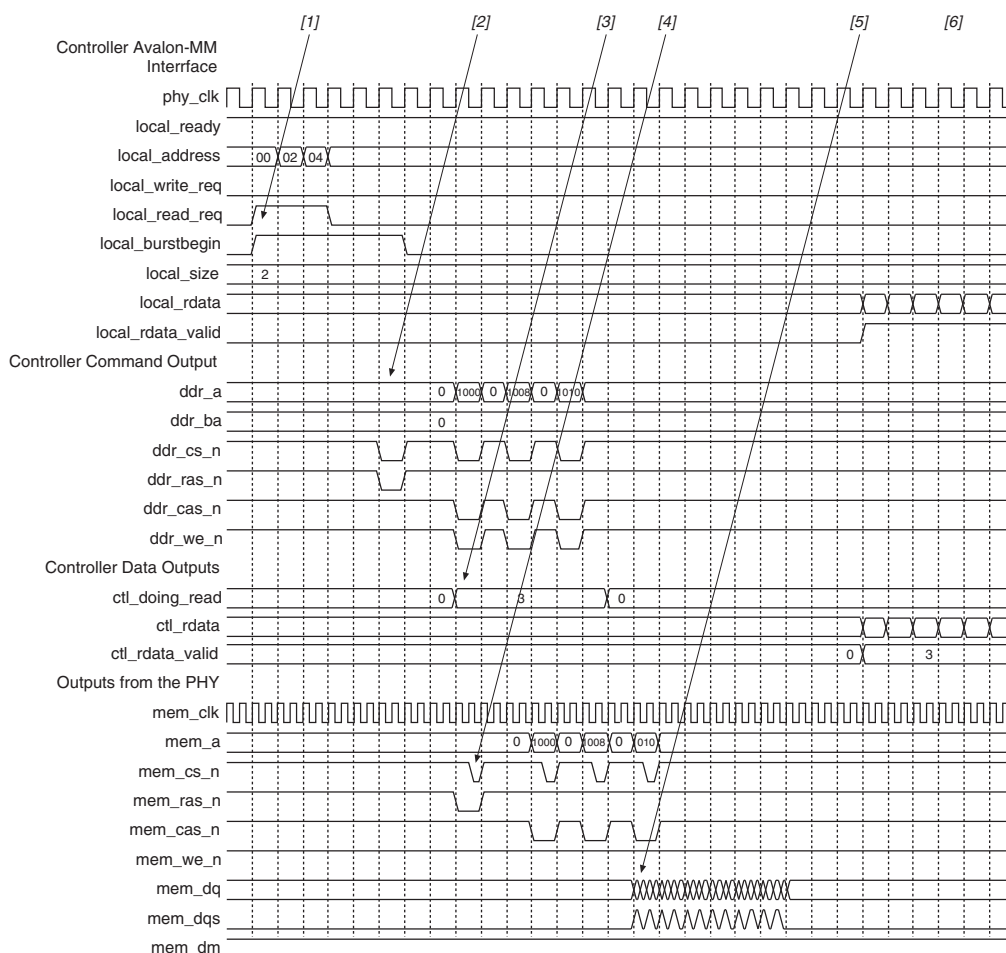 [1] [2] [3] [4] [5] [6]
Controller Avalon-MM
Interrface
phy_clk
local_ready
local_address 00 02 04
local_write_req
local_read_req
local_burstbegin
local_size 2
local_rdata
local_rdata_valid
Controller Command Output
ddr_a 0 1000 0 1008 0 1010
ddr_ba 0
ddr_cs_n
ddr_ras_n
ddr_cas_n
ddr_we_n
Controller Data Outputs
ctl_doing_read 0 3 0
ctl_rdata
ctl_rdata_valid 0 3
Outputs from the PHY
mem_clk
mem_a 0 1000 0 1008 0 010
mem_cs_n
mem_ras_n
mem_cas_n
mem_we_n
mem_dq
mem_dqs
mem_dm